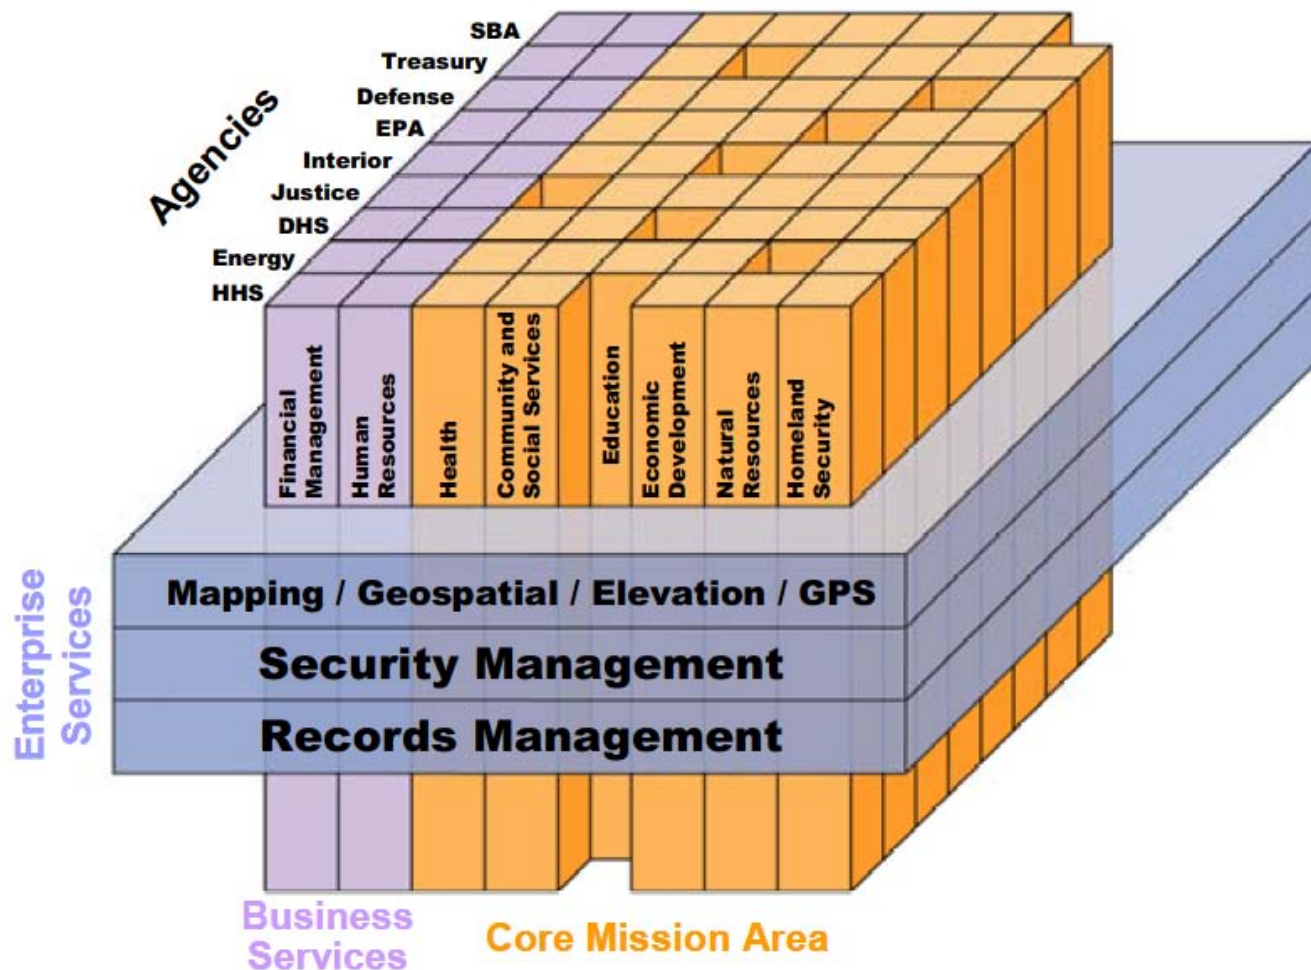 SBA
Treasury
Defense
EPA
Interior
Justice
DHS
Energy
HHS
Agencies
Financial
Management
Human
Resources
Health
Community and
Social Services
Education
Economic
Development
Natural
Resources
Homeland
Security
Enterprise
Services
Mapping / Geospatial / Elevation / GPS
Security Management
Records Management
Business
Services
Core Mission Area